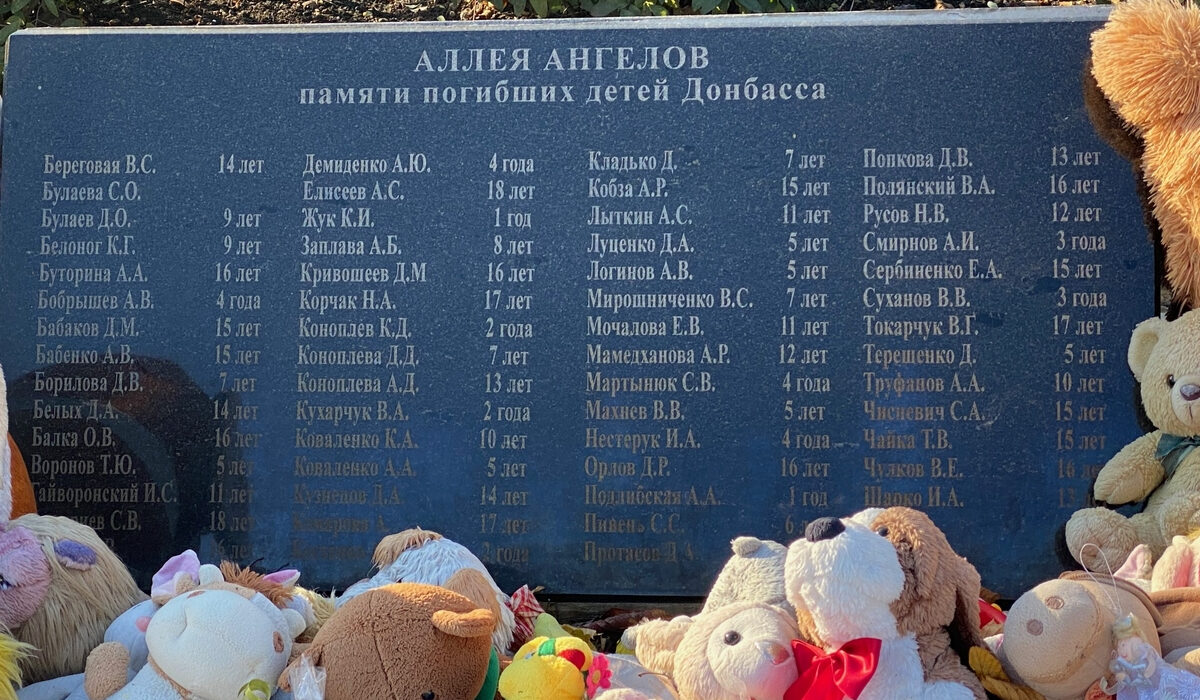 АЛЛЕЯ АНГЕЛОВ
памяти погибших детей Донбасса
Береговая В.С. 14 лет
Булаева С.О.
Булаев Д.О. 9 лет
Белоног К.Г. 9 лет
Буторина А.А. 16 лет
Бобрышев А.В. 4 года
Бабаков Д.М. 15 лет
Бабенко А.В. 15 лет
Борилова Д.В. 7 лет
Белых Д.А. 14 лет
Балка О.В. 16 лет
Воронов Т.Ю. 5 лет
Гайворонский И.С. 11 лет
С.В. 18 лет
Демиденко А.Ю. 4 года
Елисеев А.С. 18 лет
Жук К.И. 1 год
Заплава А.Б. 8 лет
Кривошеев Д.М 16 лет
Корчак Н.А. 17 лет
Коноплев К.Д. 2 года
Коноплева Д.Д. 7 лет
Коноплева А.Д. 13 лет
Кухарчук В.А. 2 года
Коваленко К.А. 10 лет
Коваленко А.А. 5 лет
Кузнецов Д.А. 14 лет
17 лет
2 года
Кладько Д. 7 лет
Кобза А.Р. 15 лет
Лыткин А.С. 11 лет
Луценко Д.А. 5 лет
Логинов А.В. 5 лет
Мирошниченко В.С. 7 лет
Мочалова Е.В. 11 лет
Мамедханова А.Р. 12 лет
Мартынюк С.В. 4 года
Махнев В.В. 5 лет
Нестерук И.А. 4 года
Орлов Д.Р. 16 лет
Подлибская А.А. 1 год
Пивень С.С. 6
Протасов Д.А.
Попкова Д.В. 13 лет
Полянский В.А. 16 лет
Русов Н.В. 12 лет
Смирнов А.И. 3 года
Сербиненко Е.А. 15 лет
Суханов В.В. 3 года
Токарчук В.Г. 17 лет
Терещенко Д. 5 лет
Труфанов А.А. 10 лет
Чисневич С.А. 15 лет
Чайка Т.В. 15 лет
Чулков В.Е. 16
Шарко И.А.